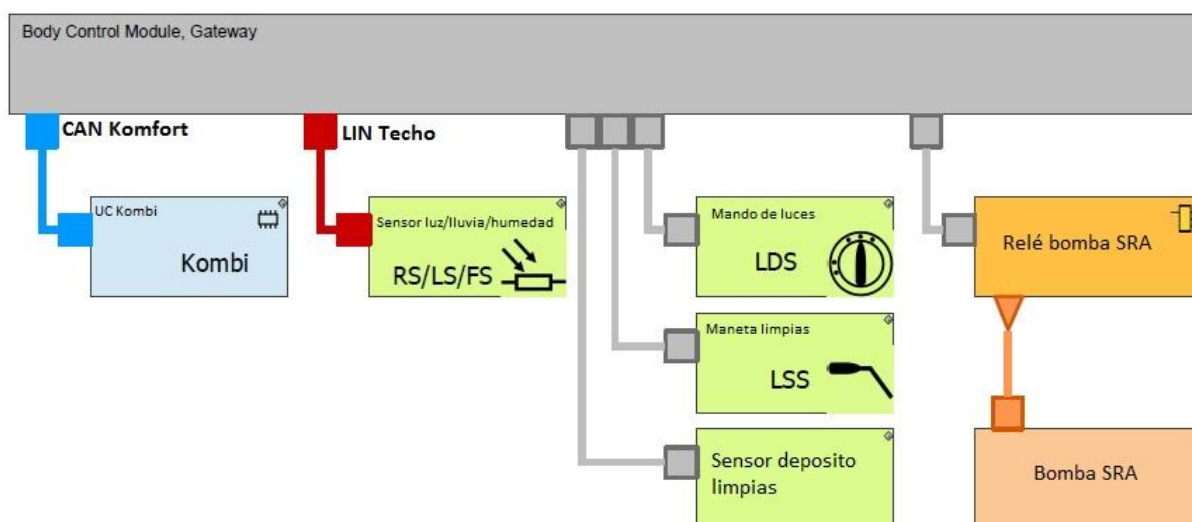 Body Control Module, Gateway
CAN Komfort
LIN Techo
UC Kombi
Kombi
Sensor luz/lluvia/humedad
RS/LS/FS
Mando de luces
LDS
Maneta limpias
LSS
Sensor deposito
limpias
Relé bomba SRA
Bomba SRA